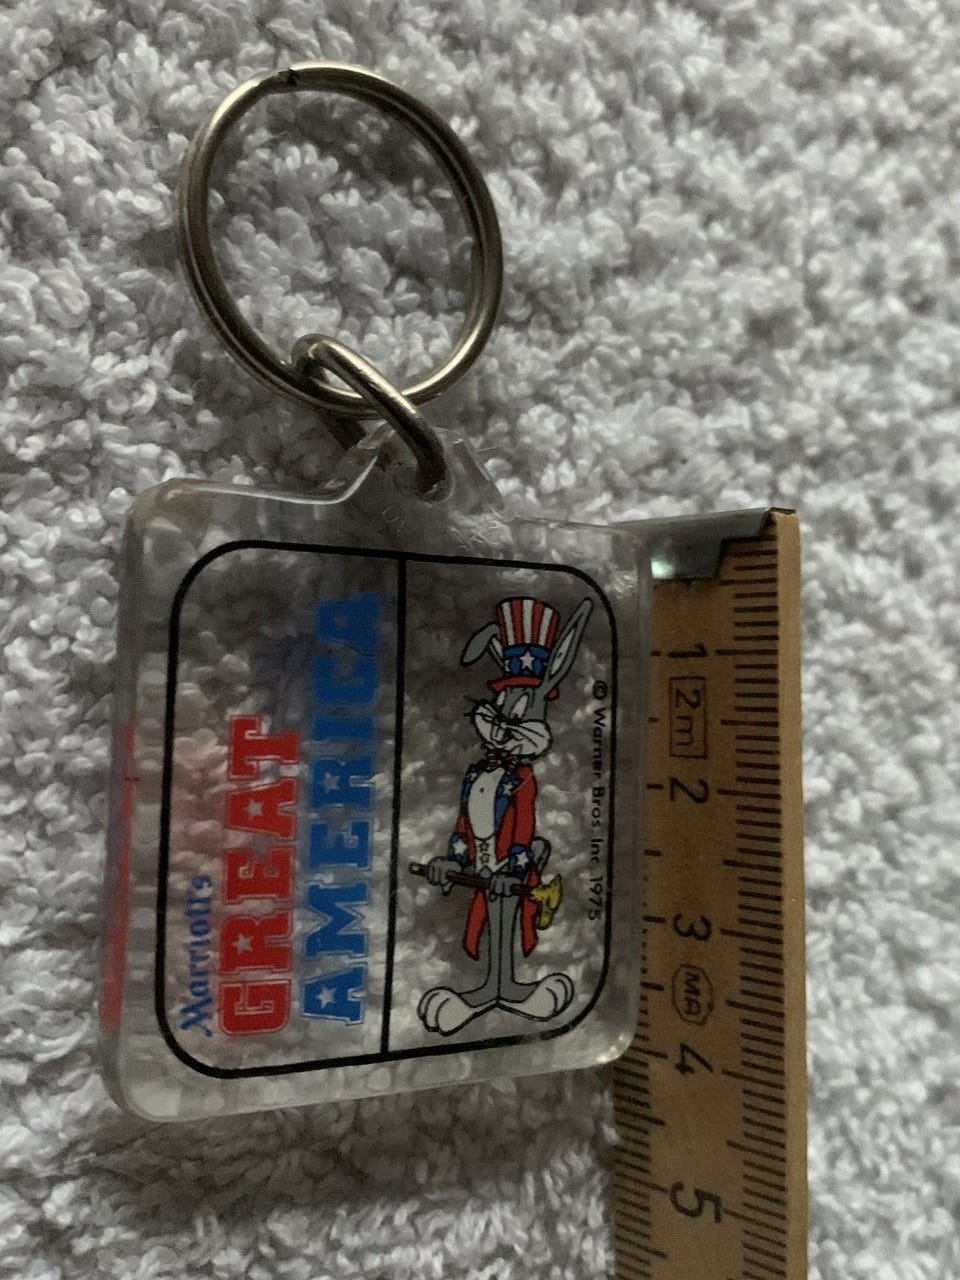 Marriott's
GREAT
AMERICA
© Warner Bros. Inc 1975
1
2m
2
3
MA
4
5